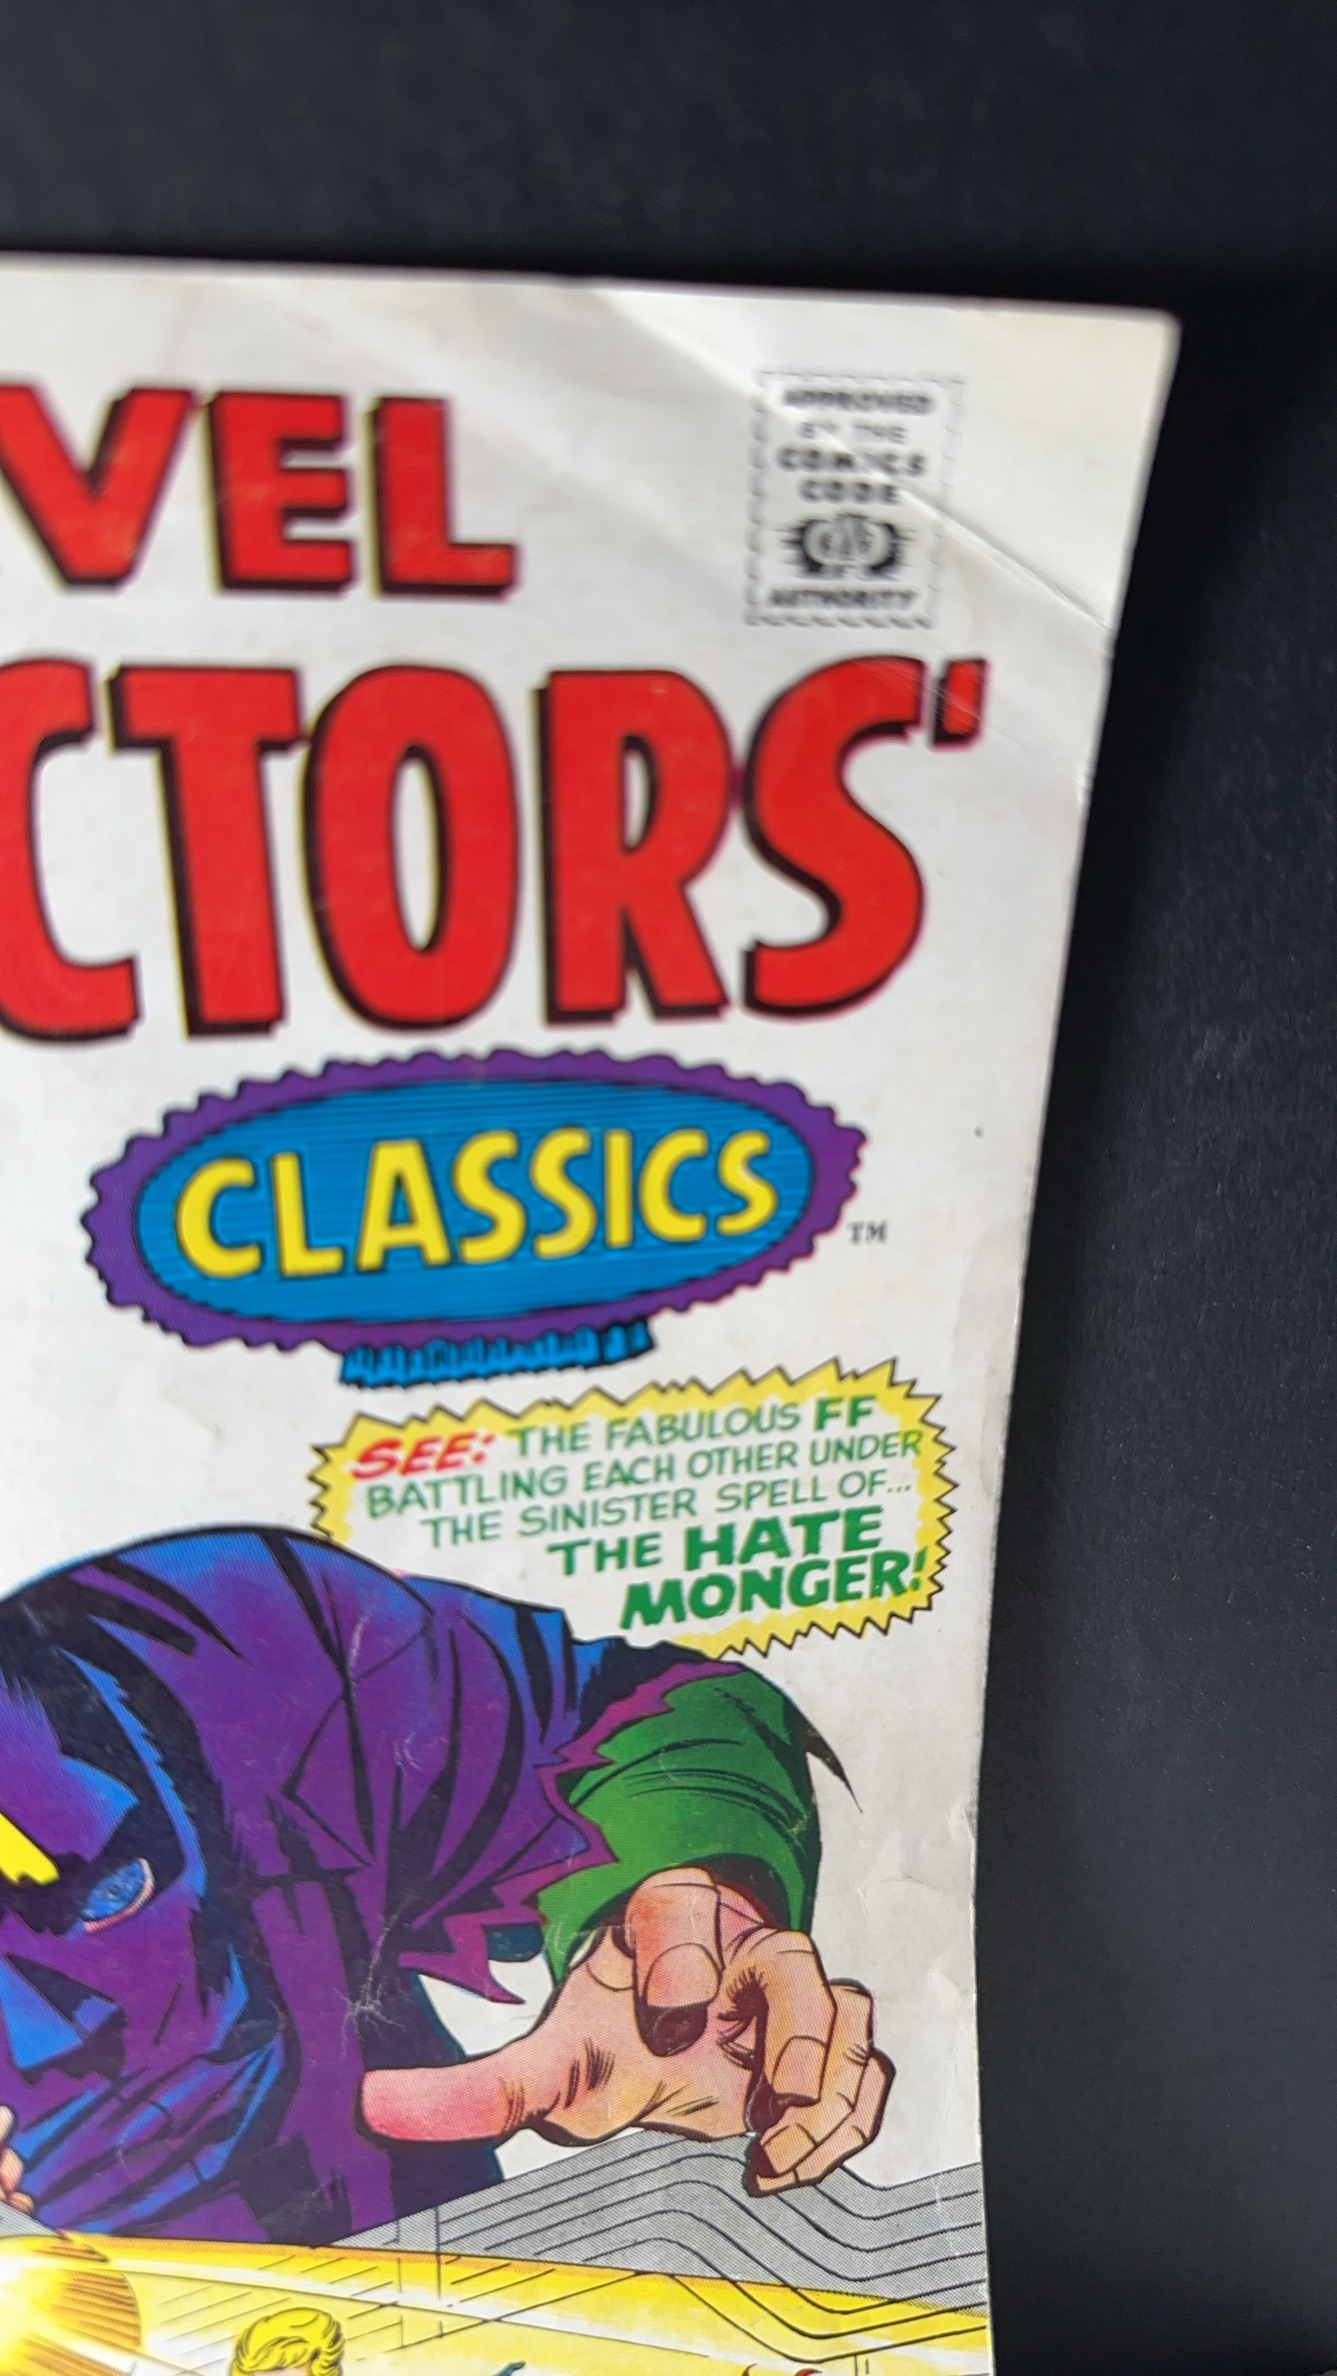 VEL
CTORS'
APPROVED
BY THE
COMICS
CODE
AUTHORITY
CLASSICS
TM
SEE: THE FABULOUS FF
BATTLING EACH OTHER UNDER
THE SINISTER SPELL OF...
THE HATE
MONGER!